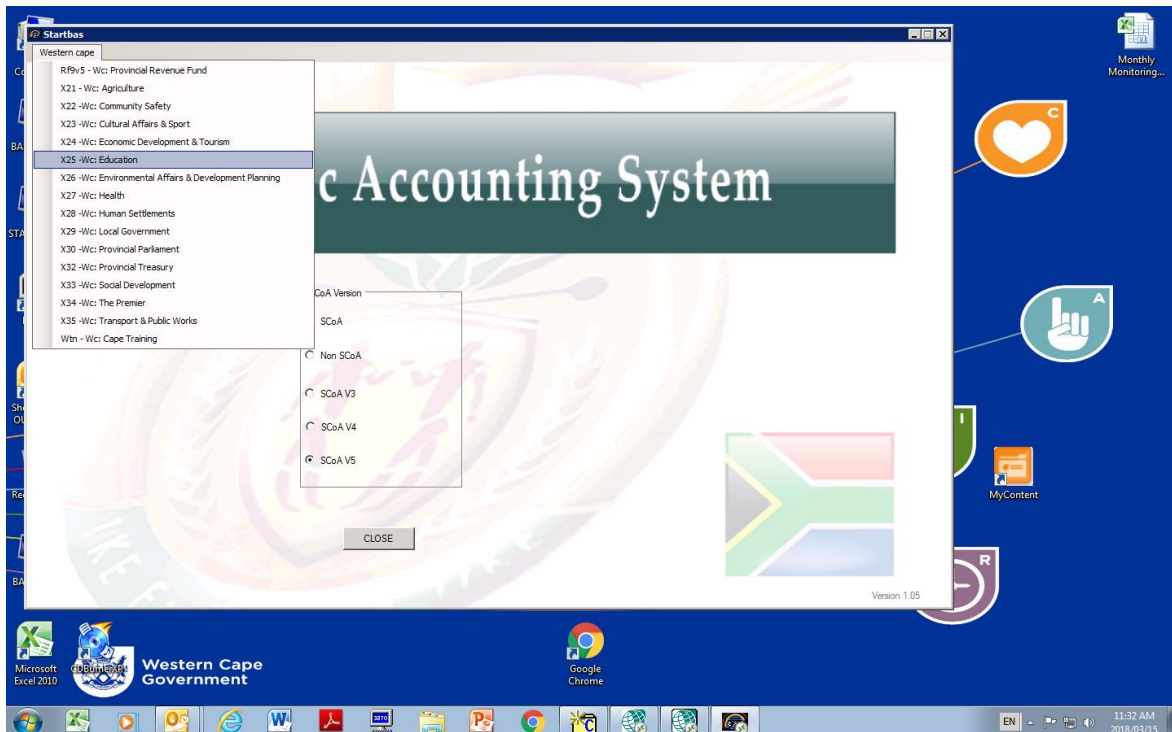 Startbas
Western cape
Rf9v5 - Wc: Provincial Revenue Fund
X21 - Wc: Agriculture
X22 -Wc: Community Safety
X23 -Wc: Cultural Affairs & Sport
X24 -Wc: Economic Development & Tourism
X25 -Wc: Education
X26 -Wc: Environmental Affairs & Development Planning
X27 -Wc: Health
X28 -Wc: Human Settlements
X29 -Wc: Local Government
X30 -Wc: Provincial Parliament
X32 -Wc: Provincial Treasury
X33 -Wc: Social Development
X34 -Wc: The Premier
X35 -Wc: Transport & Public Works
Wtn - Wc: Cape Training
c Accounting System
CoA Version
SCoA
Non SCoA
SCoA V3
SCoA V4
SCoA V5
CLOSE
Version 1.05
Monthly
Monitoring...
C
A
I
R
MyContent
Microsoft
Excel 2010
CDBurnerXP
Western Cape
Government
Google
Chrome
EN
11:32 AM
2018/03/15